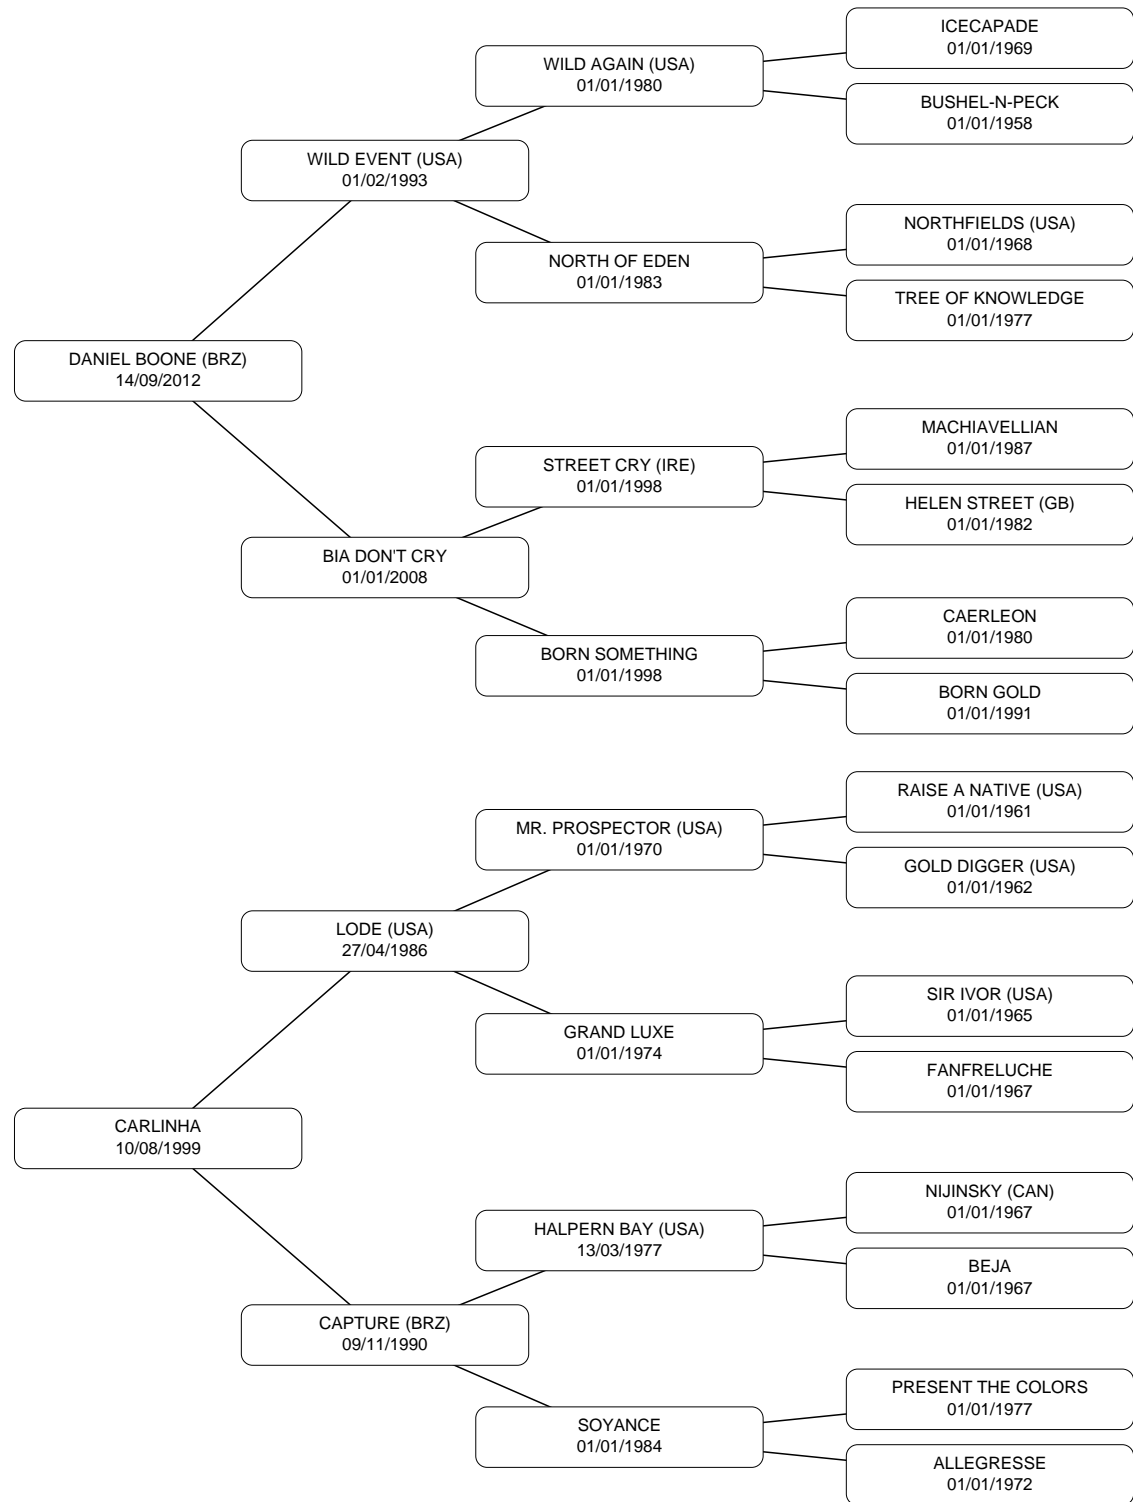 ICECAPADE
01/01/1969
WILD AGAIN (USA)
01/01/1980
BUSHEL-N-PECK
01/01/1958
WILD EVENT (USA)
01/02/1993
NORTHFIELDS (USA)
01/01/1968
NORTH OF EDEN
01/01/1983
TREE OF KNOWLEDGE
01/01/1977
DANIEL BOONE (BRZ)
14/09/2012
MACHIAVELLIAN
01/01/1987
STREET CRY (IRE)
01/01/1998
HELEN STREET (GB)
01/01/1982
BIA DON'T CRY
01/01/2008
CAERLEON
01/01/1980
BORN SOMETHING
01/01/1998
BORN GOLD
01/01/1991
RAISE A NATIVE (USA)
01/01/1961
MR. PROSPECTOR (USA)
01/01/1970
GOLD DIGGER (USA)
01/01/1962
LODE (USA)
27/04/1986
SIR IVOR (USA)
01/01/1965
GRAND LUXE
01/01/1974
FANFRELUCHE
01/01/1967
CARLINHA
10/08/1999
NIJINSKY (CAN)
01/01/1967
HALPERN BAY (USA)
13/03/1977
BEJA
01/01/1967
CAPTURE (BRZ)
09/11/1990
PRESENT THE COLORS
01/01/1977
SOYANCE
01/01/1984
ALLEGRESSE
01/01/1972